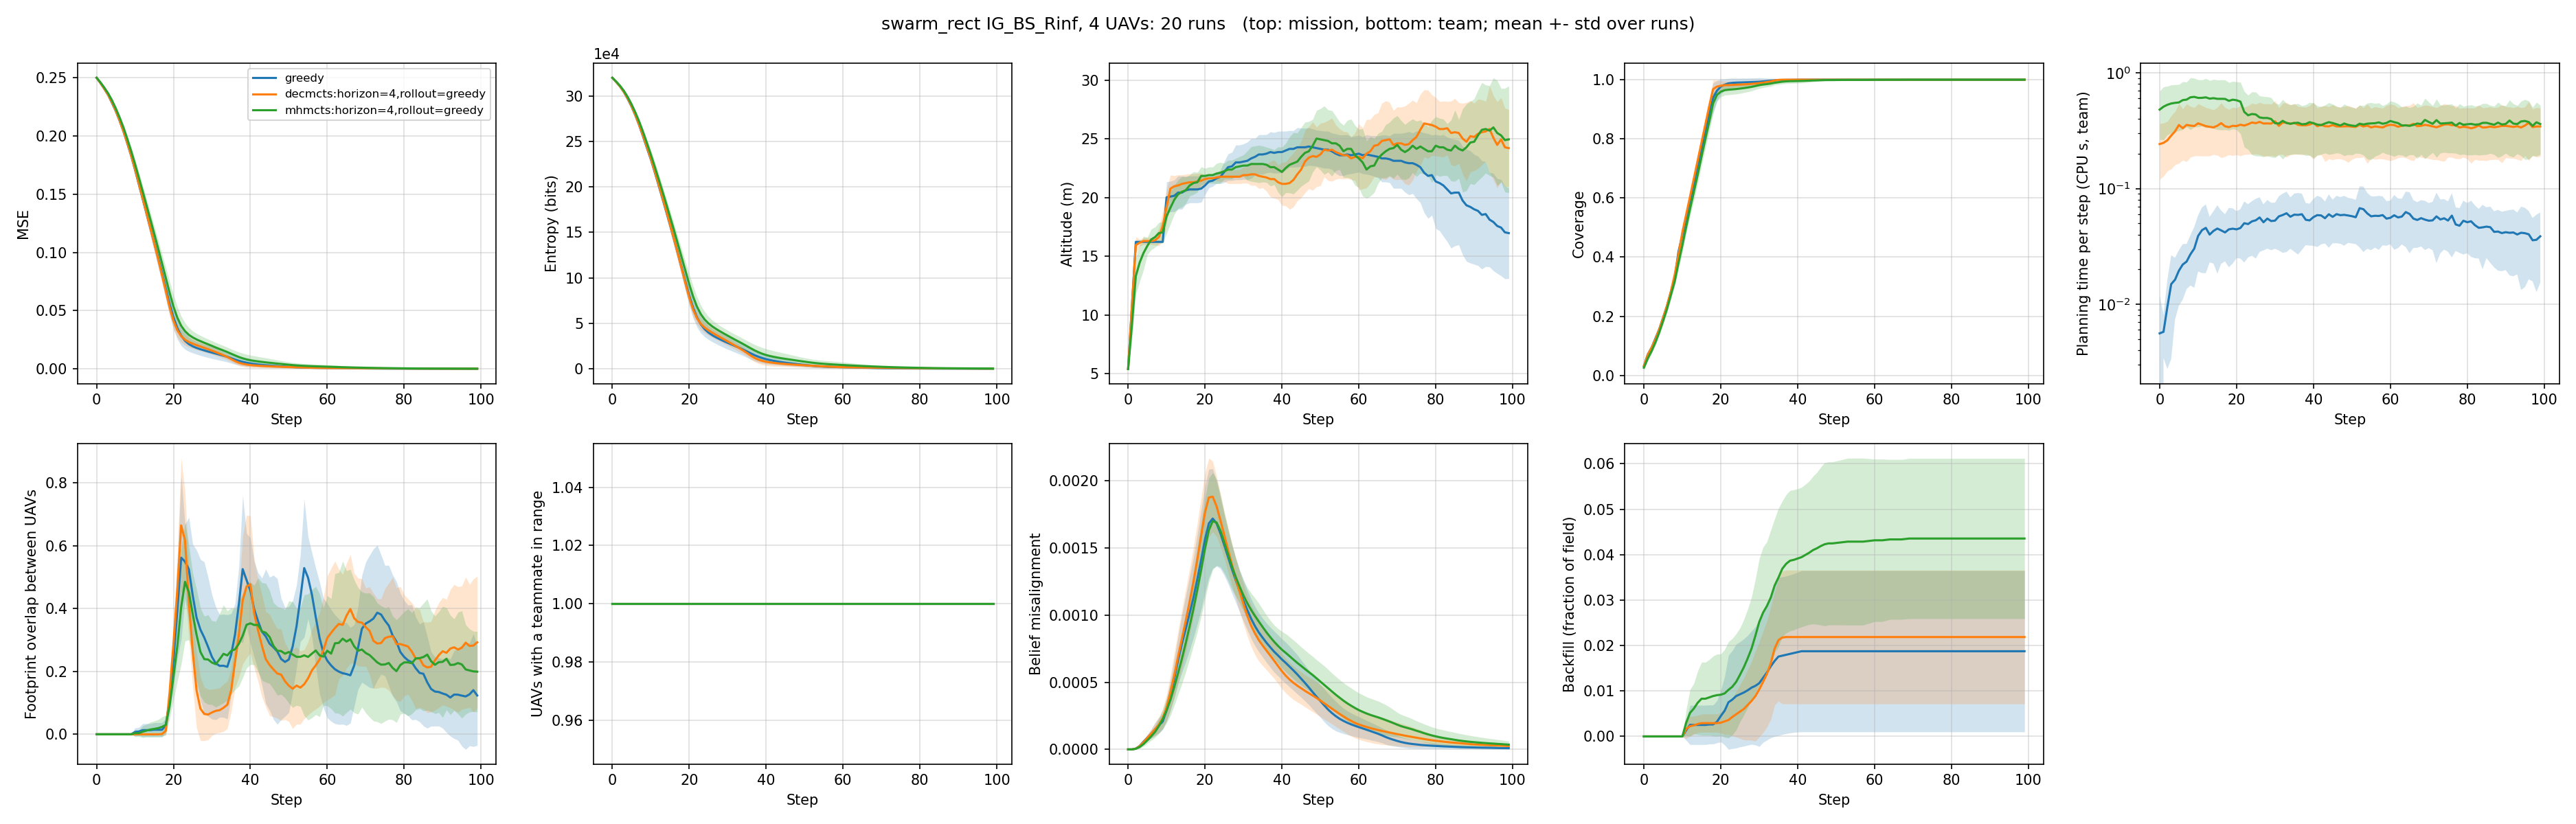 swarm_rect IG_BS_Rinf, 4 UAVs: 20 runs   (top: mission, bottom: team; mean +- std over runs)
MSE
0.25
0.20
0.15
0.10
0.05
0.00
0 20 40 60 80 100
Step
greedy
decmcts:horizon=4,rollout=greedy
mhmcts:horizon=4,rollout=greedy
1e4
Entropy (bits)
30
25
20
15
10
5
0
0 20 40 60 80 100
Step
Altitude (m)
30
25
20
15
10
5
0 20 40 60 80 100
Step
Coverage
1.0
0.8
0.6
0.4
0.2
0.0
0 20 40 60 80 100
Step
Planning time per step (CPU s, team)
10^0
10^-1
10^-2
0 20 40 60 80 100
Step
Footprint overlap between UAVs
0.8
0.6
0.4
0.2
0.0
0 20 40 60 80 100
Step
UAVs with a teammate in range
1.04
1.02
1.00
0.98
0.96
0 20 40 60 80 100
Step
Belief misalignment
0.0020
0.0015
0.0010
0.0005
0.0000
0 20 40 60 80 100
Step
Backfill (fraction of field)
0.06
0.05
0.04
0.03
0.02
0.01
0.00
0 20 40 60 80 100
Step